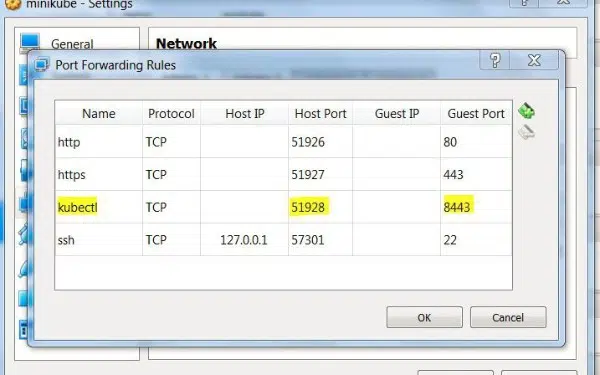 minikube - Settings
General
Network
Port Forwarding Rules
Name Protocol Host IP Host Port Guest IP Guest Port
http TCP 51926 80
https TCP 51927 443
kubectl TCP 51928 8443
ssh TCP 127.0.0.1 57301 22
OK Cancel